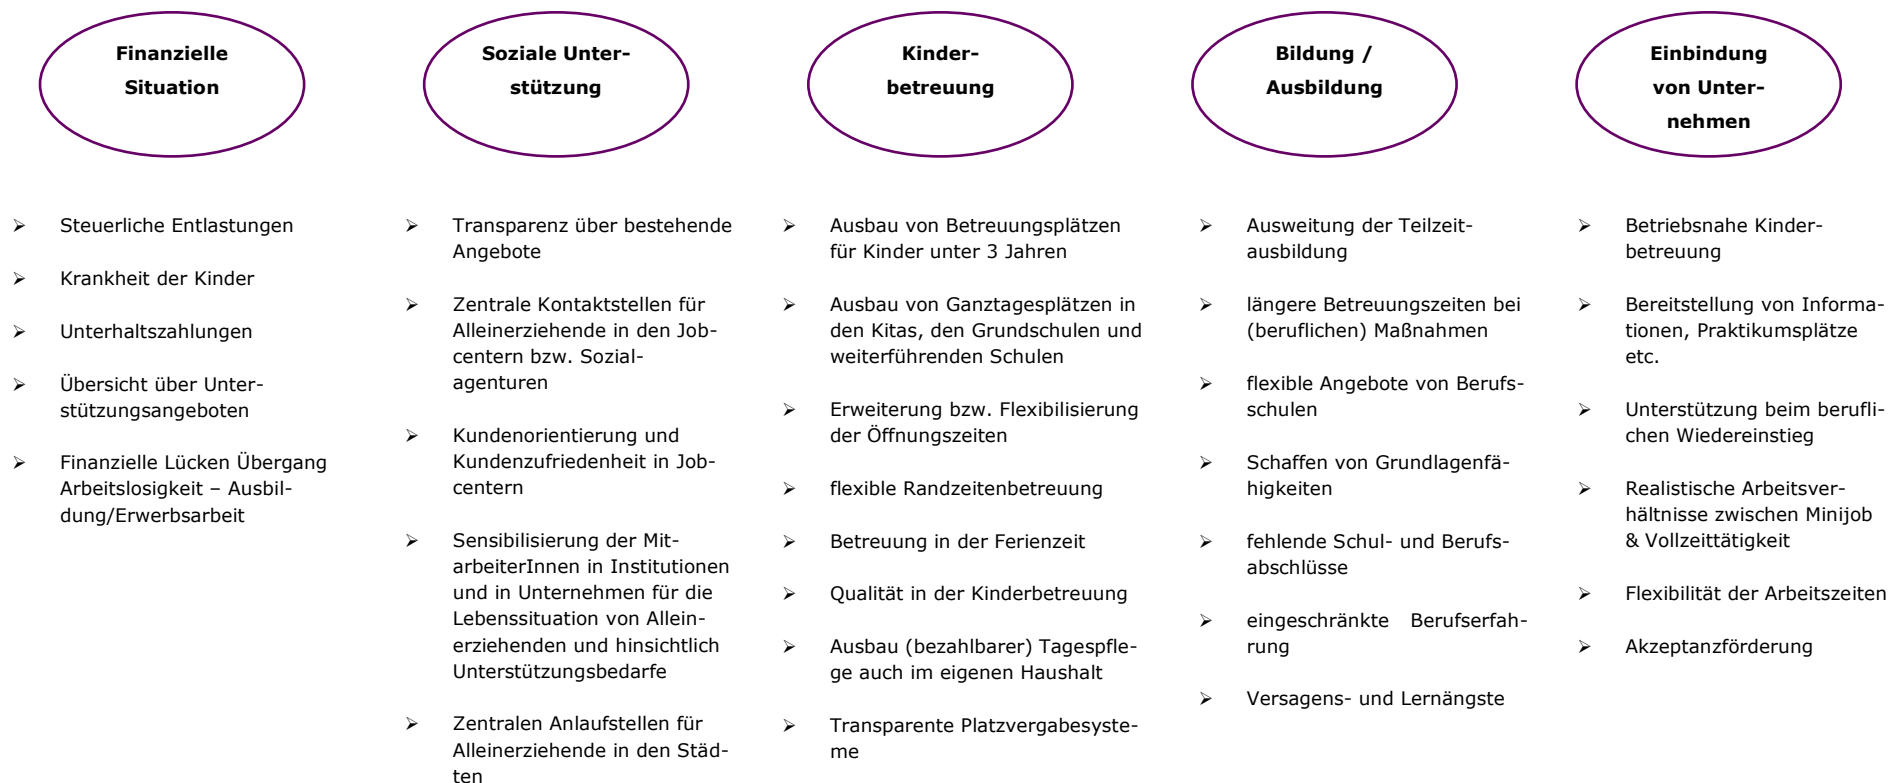 Finanzielle
Situation
Soziale Unter-
stützung
Kinder-
betreuung
Bildung /
Ausbildung
Einbindung
von Unter-
nehmen
➢ Steuerliche Entlastungen
➢ Krankheit der Kinder
➢ Unterhaltszahlungen
➢ Übersicht über Unter-
stützungsangeboten
➢ Finanzielle Lücken Übergang
Arbeitslosigkeit – Ausbil-
dung/Erwerbsarbeit
➢ Transparenz über bestehende
Angebote
➢ Zentrale Kontaktstellen für
Alleinerziehende in den Job-
centern bzw. Sozial-
agenturen
➢ Kundenorientierung und
Kundenzufriedenheit in Job-
centern
➢ Sensibilisierung der Mit-
arbeiterInnen in Institutionen
und in Unternehmen für die
Lebenssituation von Allein-
erziehenden und hinsichtlich
Unterstützungsbedarfe
➢ Zentralen Anlaufstellen für
Alleinerziehende in den Städ-
ten
➢ Ausbau von Betreuungsplätzen
für Kinder unter 3 Jahren
➢ Ausbau von Ganztagesplätzen in
den Kitas, den Grundschulen und
weiterführenden Schulen
➢ Erweiterung bzw. Flexibilisierung
der Öffnungszeiten
➢ flexible Randzeitenbetreuung
➢ Betreuung in der Ferienzeit
➢ Qualität in der Kinderbetreuung
➢ Ausbau (bezahlbarer) Tagespfle-
ge auch im eigenen Haushalt
➢ Transparente Platzvergabesyste-
me
➢ Ausweitung der Teilzeit-
ausbildung
➢ längere Betreuungszeiten bei
(beruflichen) Maßnahmen
➢ flexible Angebote von Berufs-
schulen
➢ Schaffen von Grundlagenfä-
higkeiten
➢ fehlende Schul- und Berufs-
abschlüsse
➢ eingeschränkte Berufserfah-
rung
➢ Versagens- und Lernängste
➢ Betriebsnahe Kinder-
betreuung
➢ Bereitstellung von Informa-
tionen, Praktikumsplätze
etc.
➢ Unterstützung beim berufli-
chen Wiedereinstieg
➢ Realistische Arbeitsver-
hältnisse zwischen Minijob
& Vollzeittätigkeit
➢ Flexibilität der Arbeitszeiten
➢ Akzeptanzförderung